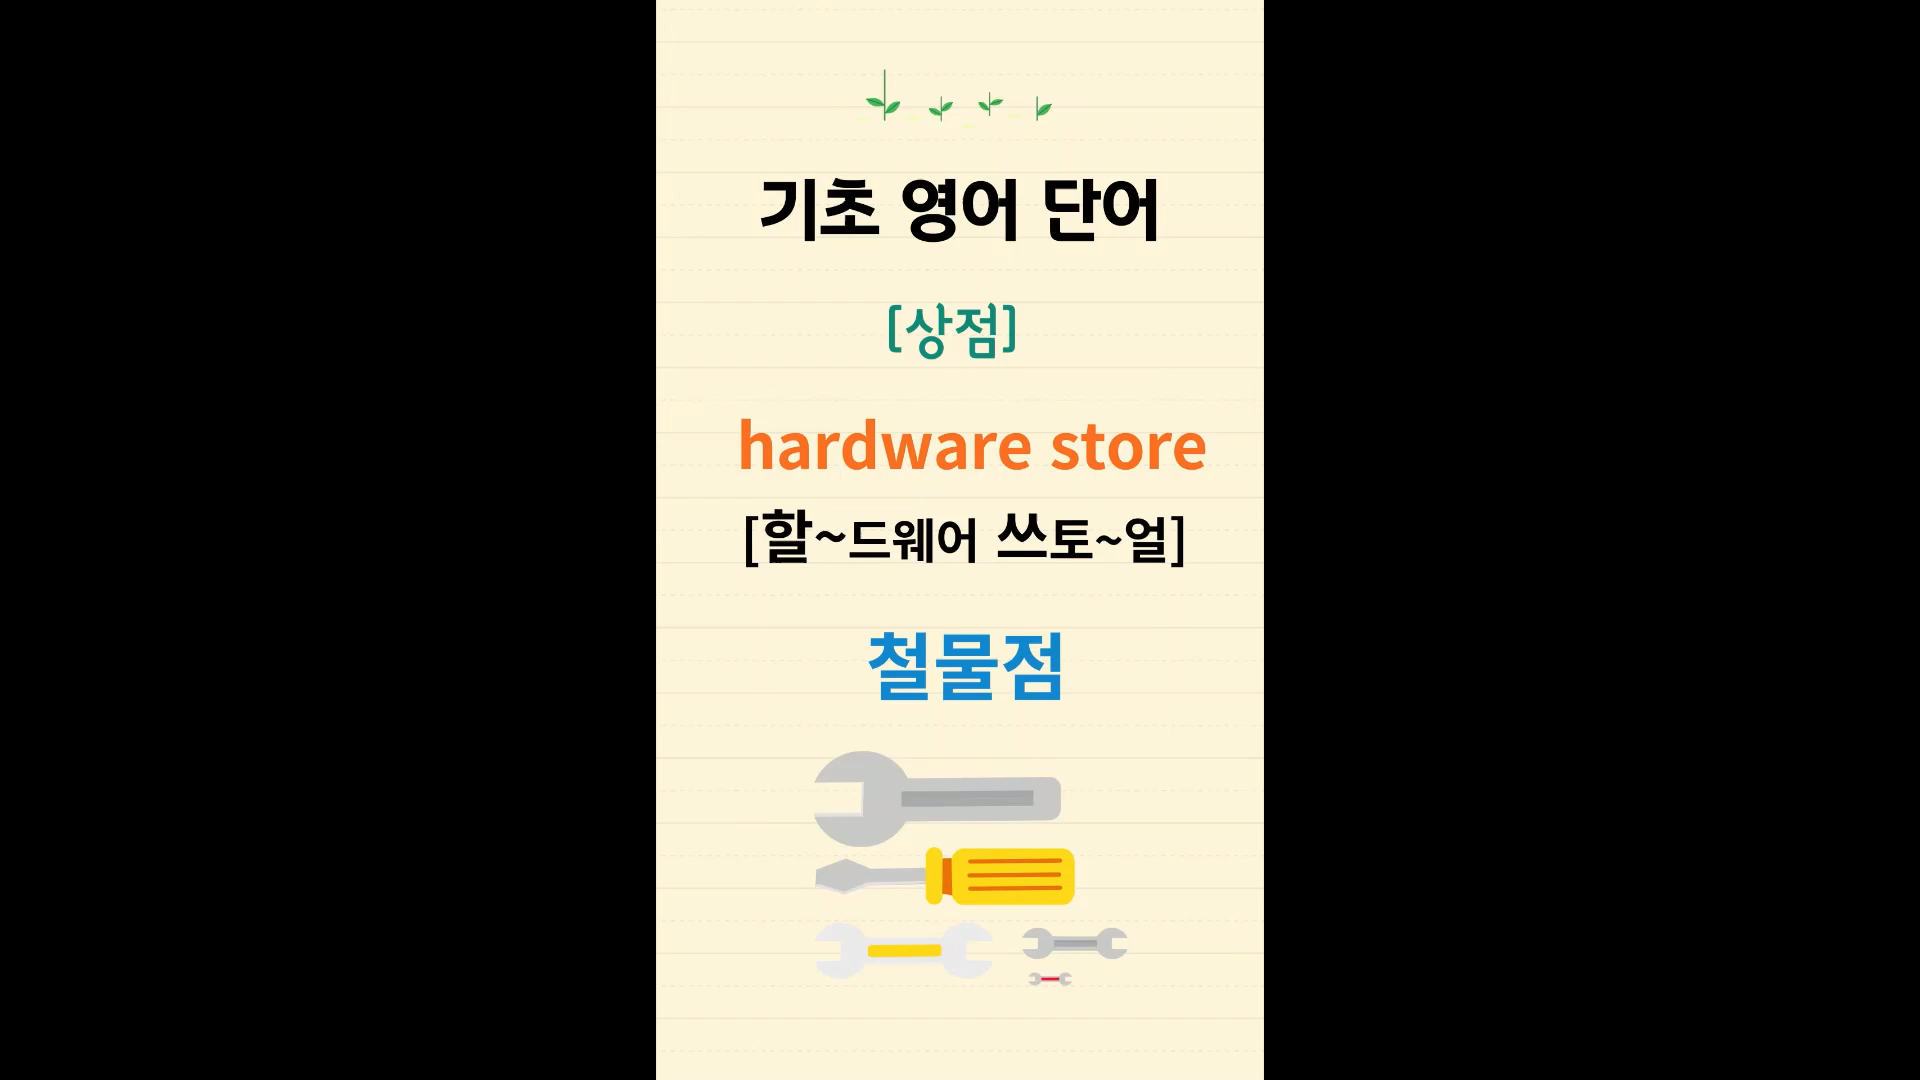 기초 영어 단어
[상점]
hardware store
[할~드웨어 쓰토~얼]
철물점